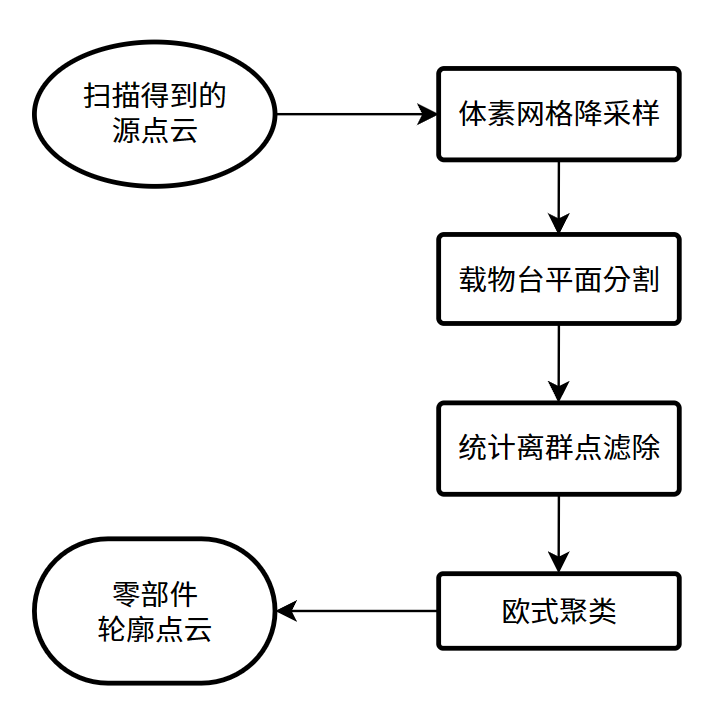 扫描得到的
源点云
体素网格降采样
载物台平面分割
统计离群点滤除
欧式聚类
零部件
轮廓点云